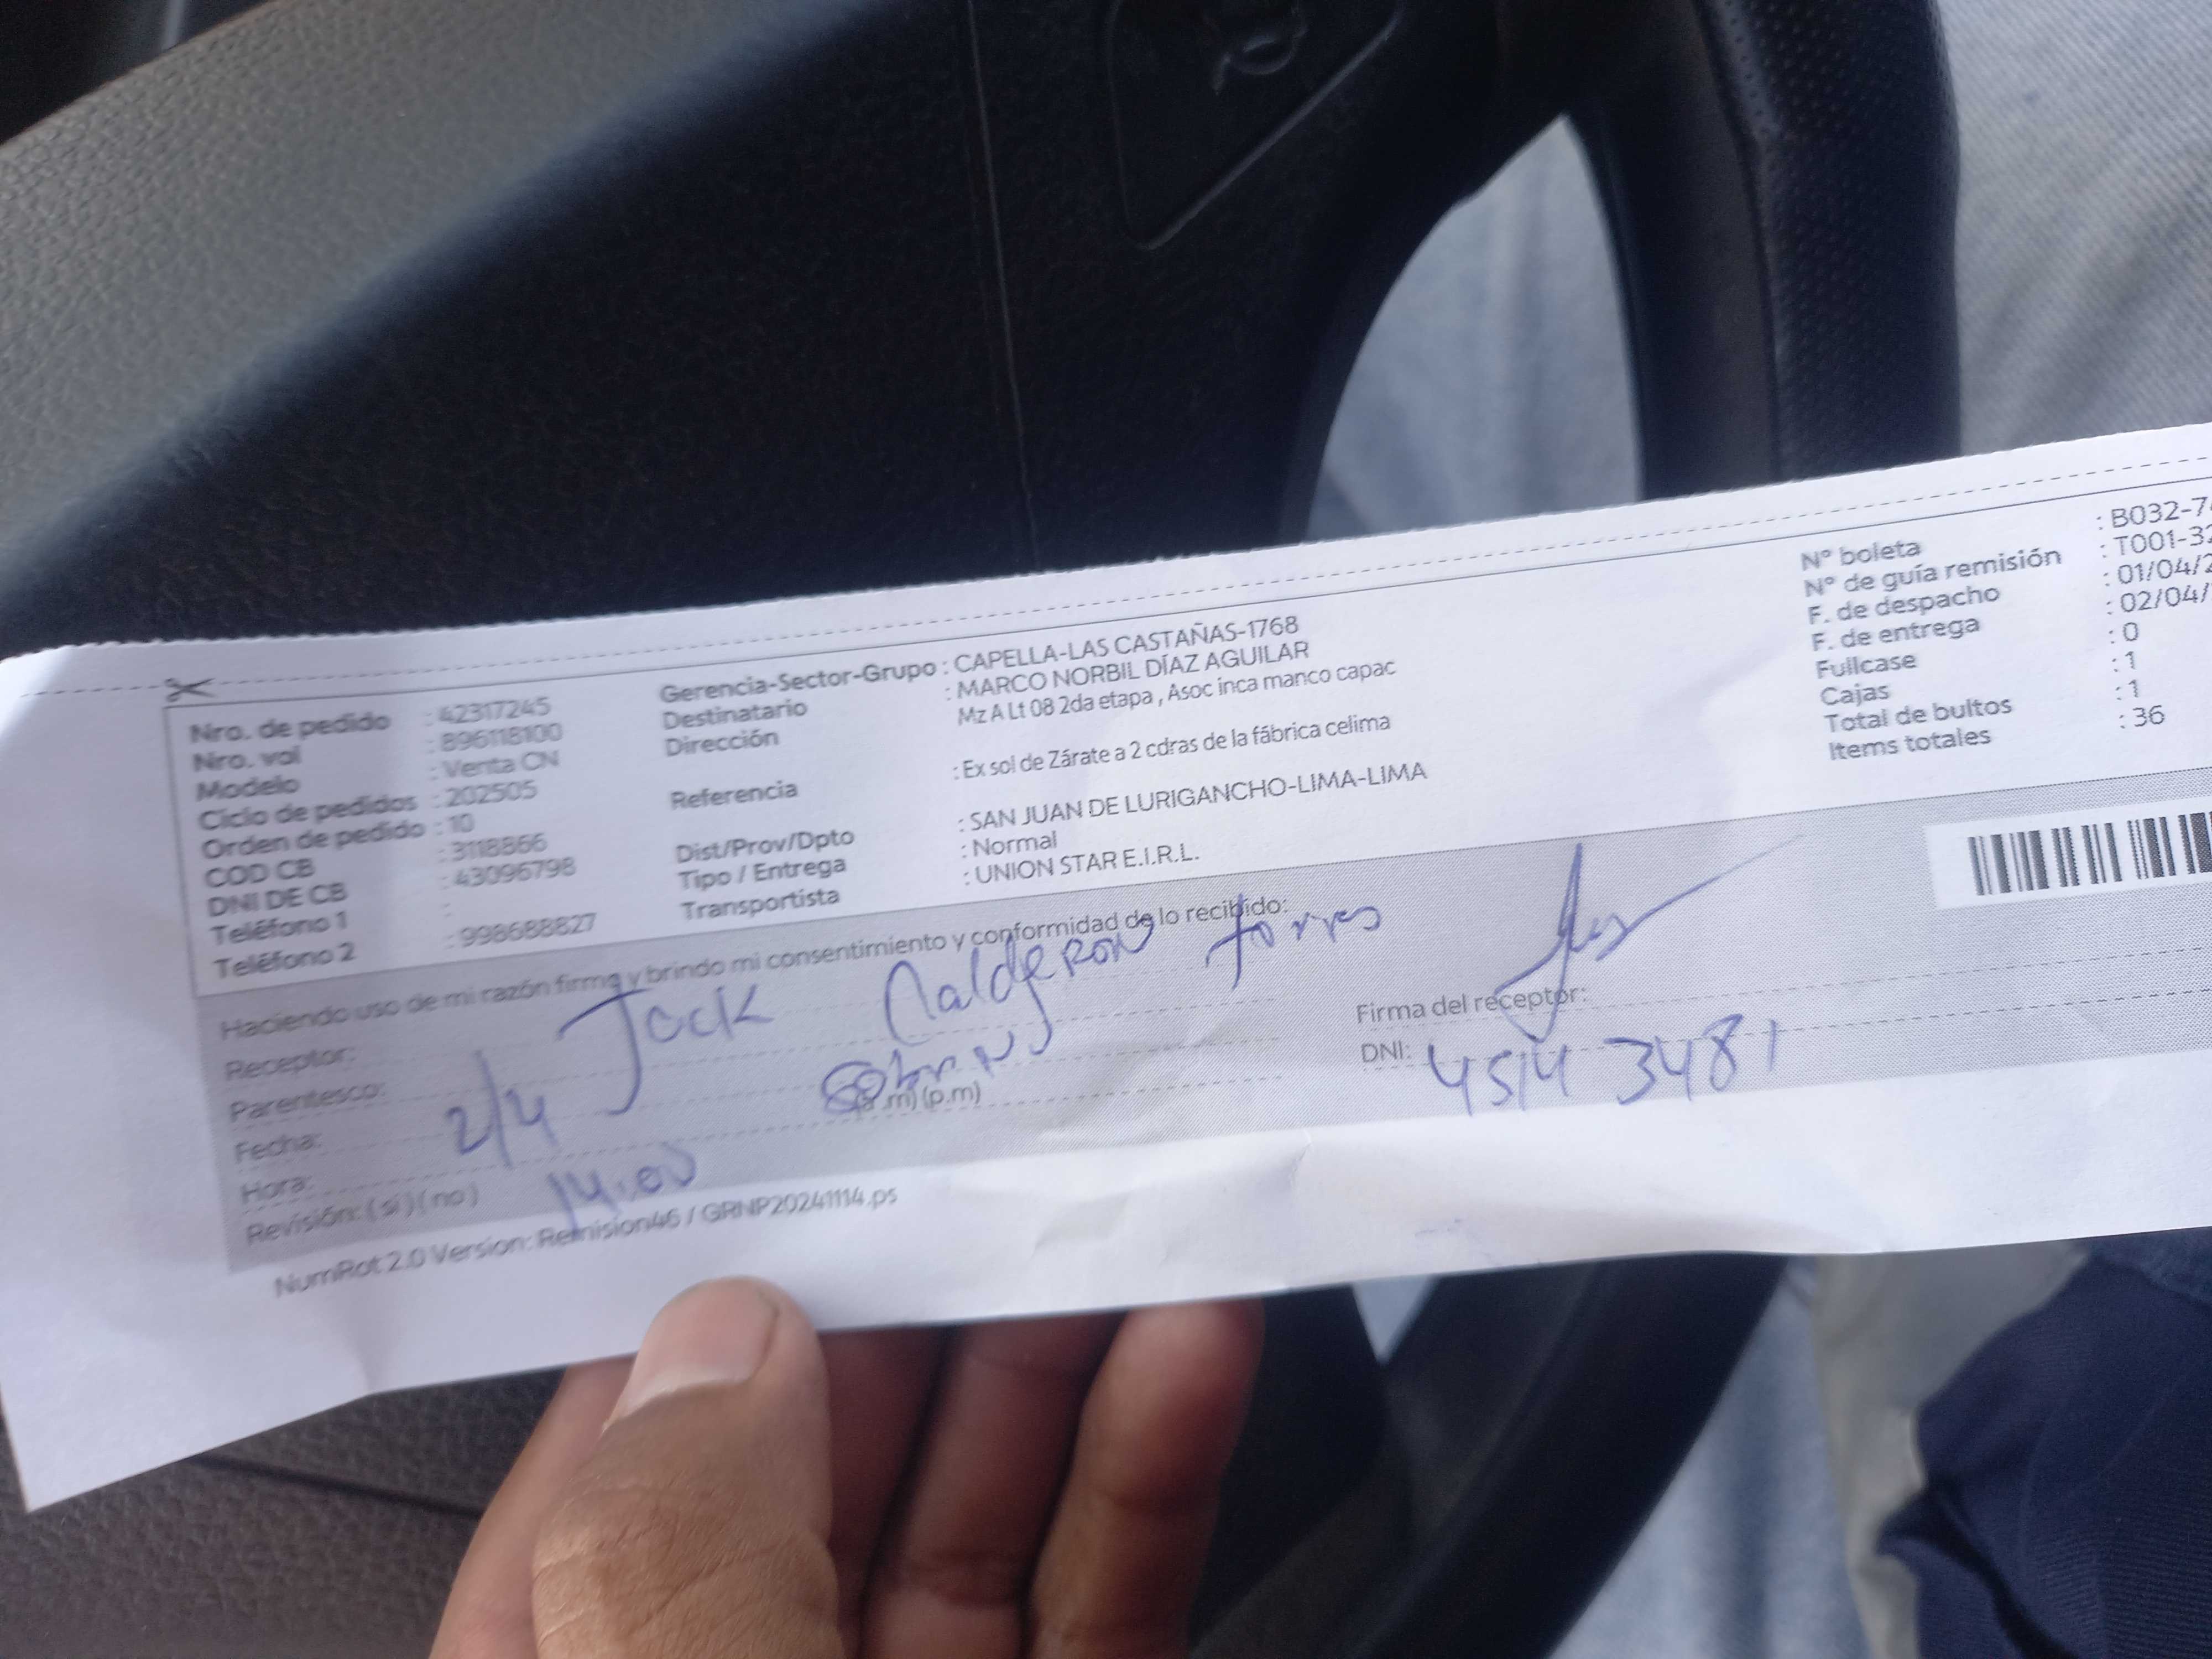 Nro. de pedido : 42317245
Nro. vol : 896118100
Modelo : Venta CN
Ciclo de pedidos : 202505
Orden de pedido : 10
COD CB : 3118866
DNI DE CB : 43096798
Teléfono 1 :
Teléfono 2 : 998688827
Gerencia-Sector-Grupo : CAPELLA-LAS CASTAÑAS-1768
Destinatario : MARCO NORBIL DÍAZ AGUILAR
Dirección Mz A Lt 08 2da etapa , Asoc inca manco capac
Referencia : Ex sol de Zárate a 2 cdras de la fábrica celima
Dist/Prov/Dpto : SAN JUAN DE LURIGANCHO-LIMA-LIMA
Tipo / Entrega : Normal
Transportista : UNION STAR E.I.R.L.
N° boleta : B032-7
N° de guía remisión : T001-32
F. de despacho : 01/04/2
F. de entrega : 02/04/
Fullcase : 0
Cajas : 1
Total de bultos : 1
Items totales : 36
Haciendo uso de mi razón firmo y brindo mi consentimiento y conformidad de lo recibido:
Receptor: Jack Calderon Torres
Parentesco: Sobrino
Fecha: 2/4
Hora: 14:00 (a.m) (p.m)
Revisión: ( si ) ( no )
Firma del receptor:
DNI: 45143481
NumRot 2.0 Version: Remision46 / GRNP20241114.ps